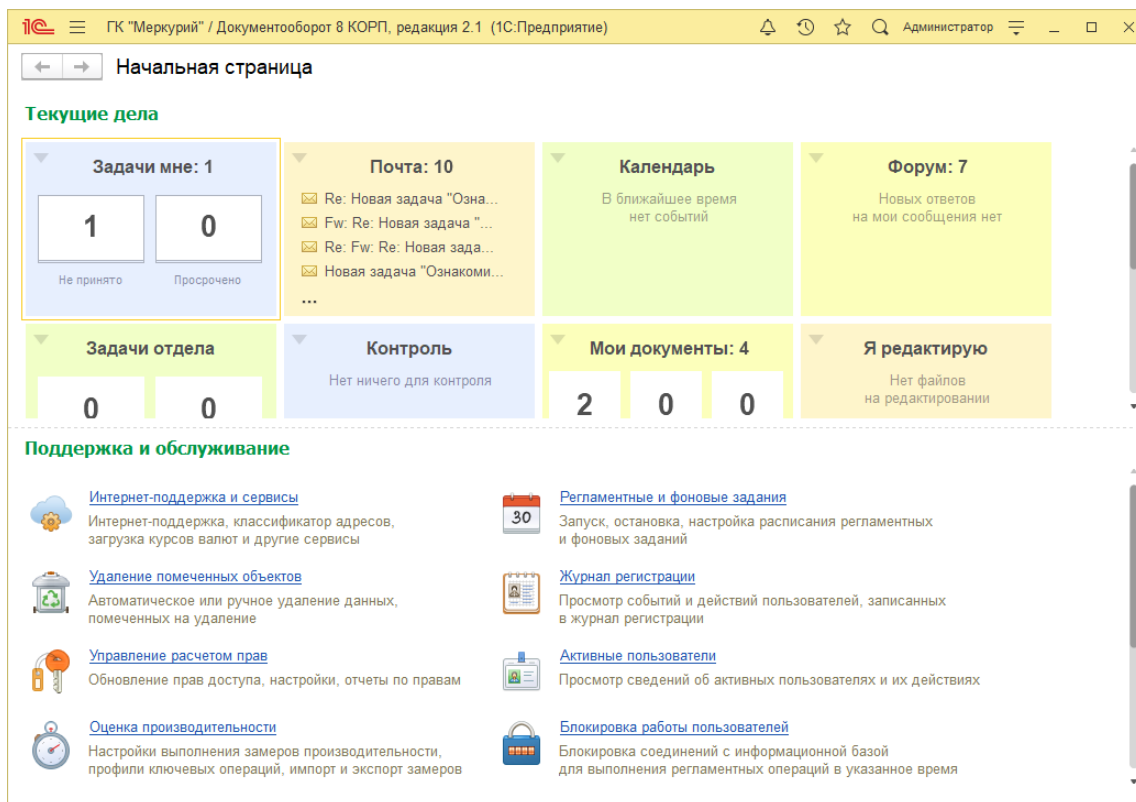 1С ГК "Меркурий" / Документооборот 8 КОРП, редакция 2.1 (1С:Предприятие) Администратор
Начальная страница
Текущие дела
Задачи мне: 1
1 0
Не принято Просрочено
Почта: 10
Re: Новая задача "Озна...
Fw: Re: Новая задача "...
Re: Fw: Re: Новая зада...
Новая задача "Ознакоми...
...
Календарь
В ближайшее время
нет событий
Форум: 7
Новых ответов
на мои сообщения нет
Задачи отдела
0 0
Контроль
Нет ничего для контроля
Мои документы: 4
2 0 0
Я редактирую
Нет файлов
на редактировании
Поддержка и обслуживание
Интернет-поддержка и сервисы
Интернет-поддержка, классификатор адресов,
загрузка курсов валют и другие сервисы
30
Регламентные и фоновые задания
Запуск, остановка, настройка расписания регламентных
и фоновых заданий
Удаление помеченных объектов
Автоматическое или ручное удаление данных,
помеченных на удаление
Журнал регистрации
Просмотр событий и действий пользователей, записанных
в журнал регистрации
Управление расчетом прав
Обновление прав доступа, настройки, отчеты по правам
Активные пользователи
Просмотр сведений об активных пользователях и их действиях
Оценка производительности
Настройки выполнения замеров производительности,
профили ключевых операций, импорт и экспорт замеров
Блокировка работы пользователей
Блокировка соединений с информационной базой
для выполнения регламентных операций в указанное время